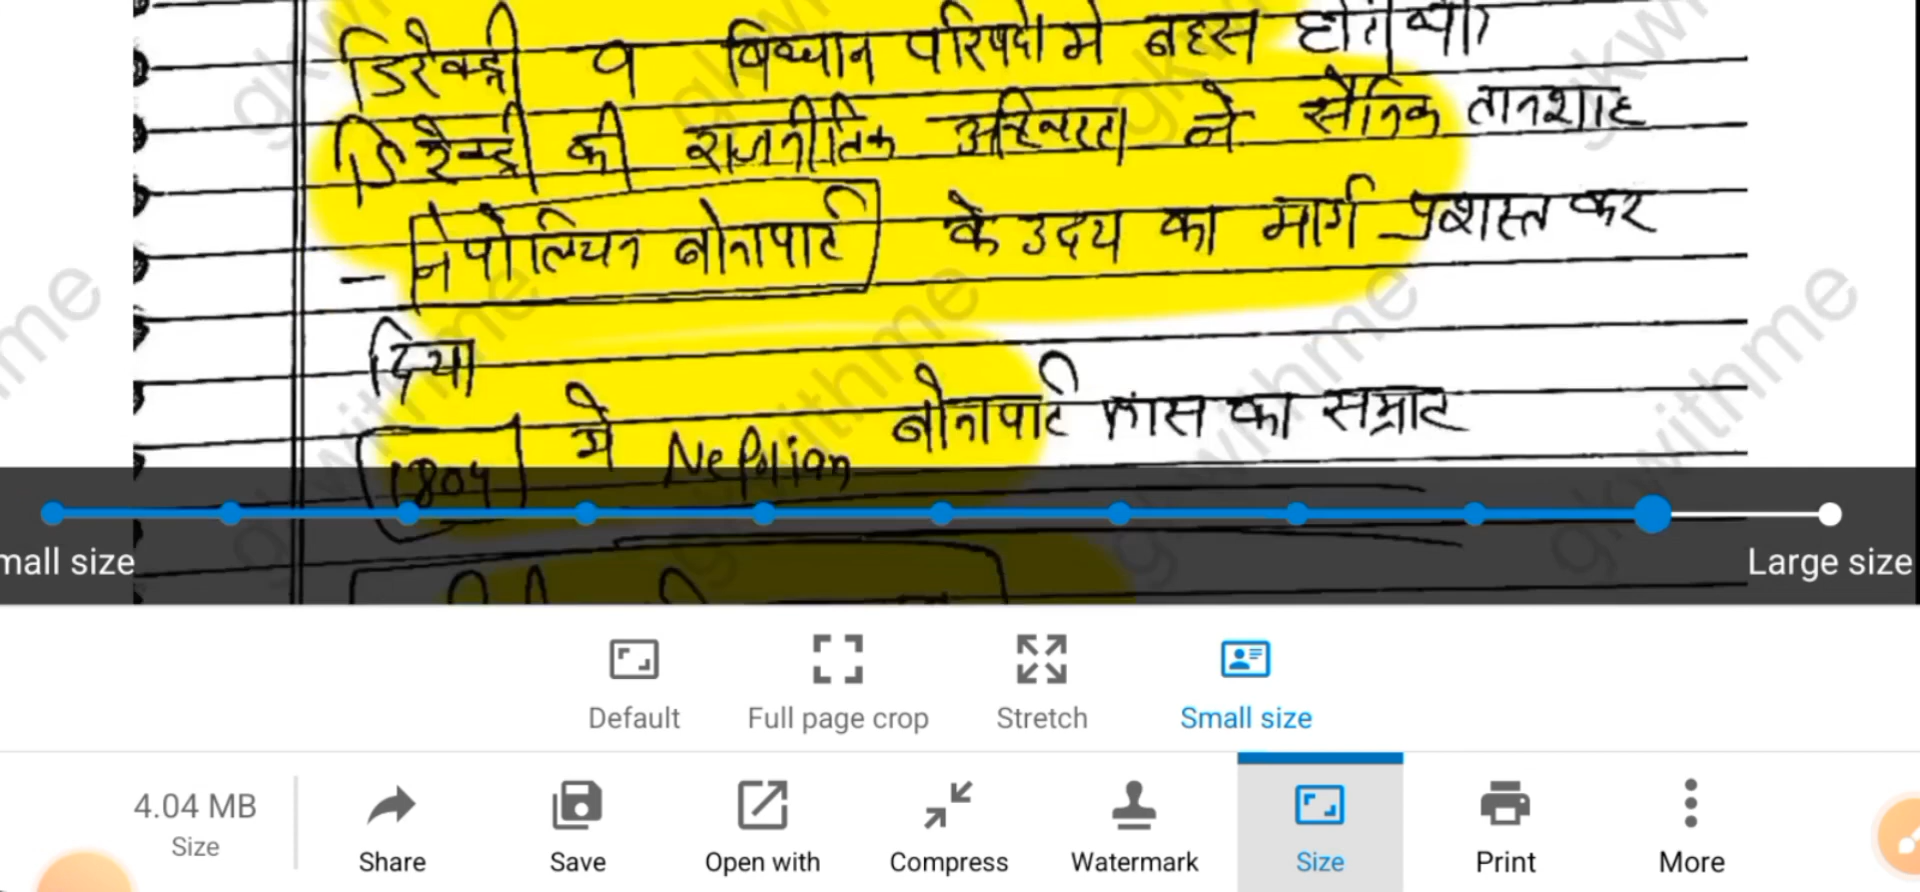 डिरेक्ट्री व विधान परिषदो मे बहस होती थी
डिरेक्ट्री की राजनीतिक अस्थिरता ने सैनिक तानाशाह
– नेपोलियन बोनापार्ट के उदय का मार्ग प्रशस्त कर
दिया
1804 मे Nepolian बोनापार्ट फ्रांस का सम्राट
mall size Large size
Default Full page crop Stretch Small size
4.04 MB
Size
Share Save Open with Compress Watermark Size Print More
gkwithme